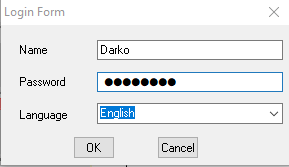 Login Form
Name Darko
Password ●●●●●●●●
Language English
OK Cancel